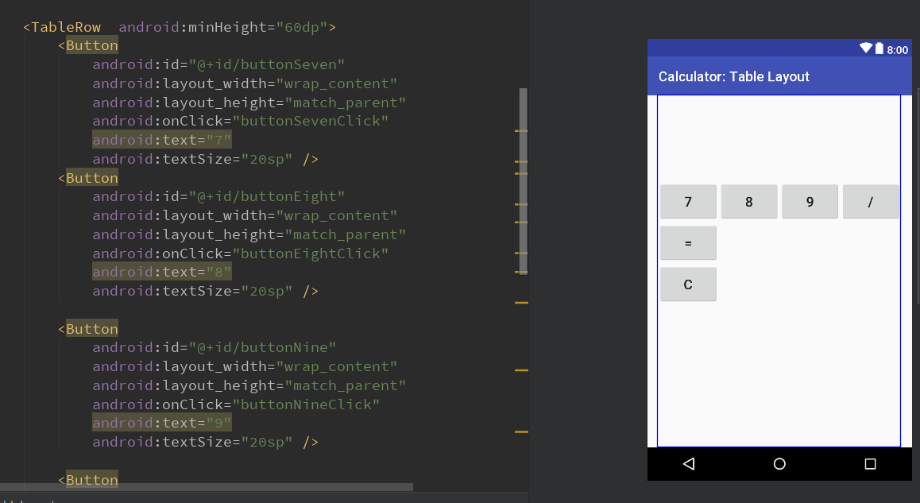 <TableRow  android:minHeight="60dp">
<Button
android:id="@+id/buttonSeven"
android:layout_width="wrap_content"
android:layout_height="match_parent"
android:onClick="buttonSevenClick"
android:text="7"
android:textSize="20sp" />
<Button
android:id="@+id/buttonEight"
android:layout_width="wrap_content"
android:layout_height="match_parent"
android:onClick="buttonEightClick"
android:text="8"
android:textSize="20sp" />
<Button
android:id="@+id/buttonNine"
android:layout_width="wrap_content"
android:layout_height="match_parent"
android:onClick="buttonNineClick"
android:text="9"
android:textSize="20sp" />
<Button
8:00
Calculator: Table Layout
7 8 9 /
=
C